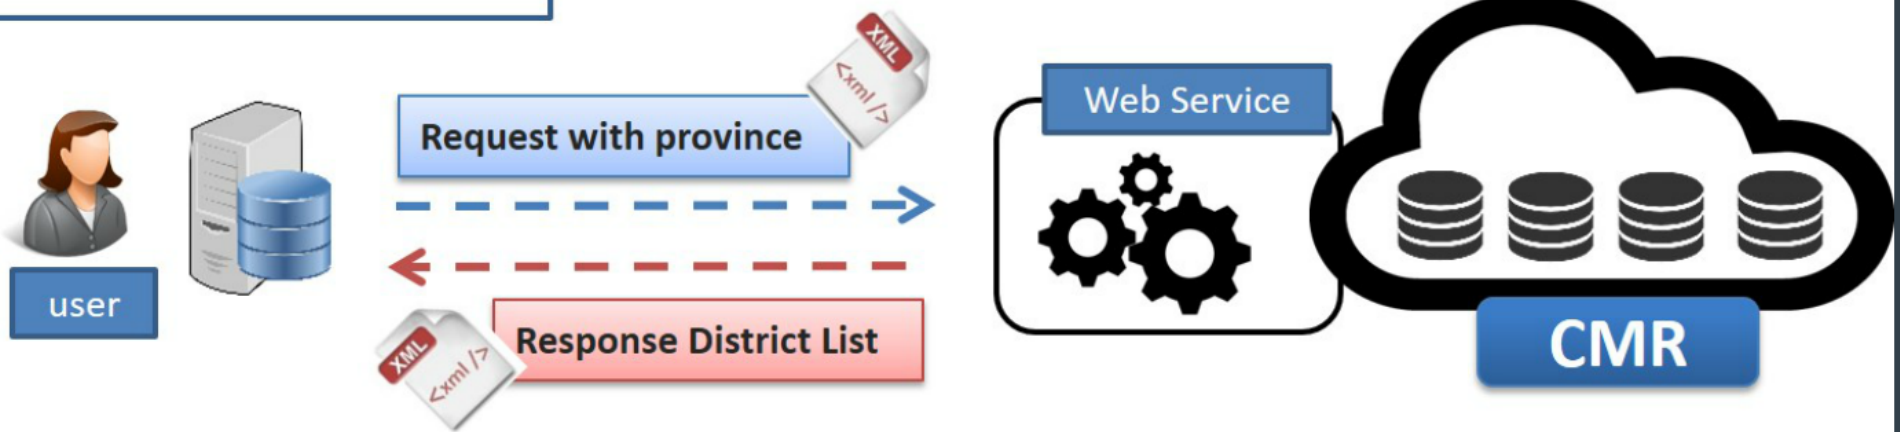 XML
<xml />
Request with province
Web Service
user
XML
<xml />
Response District List
CMR